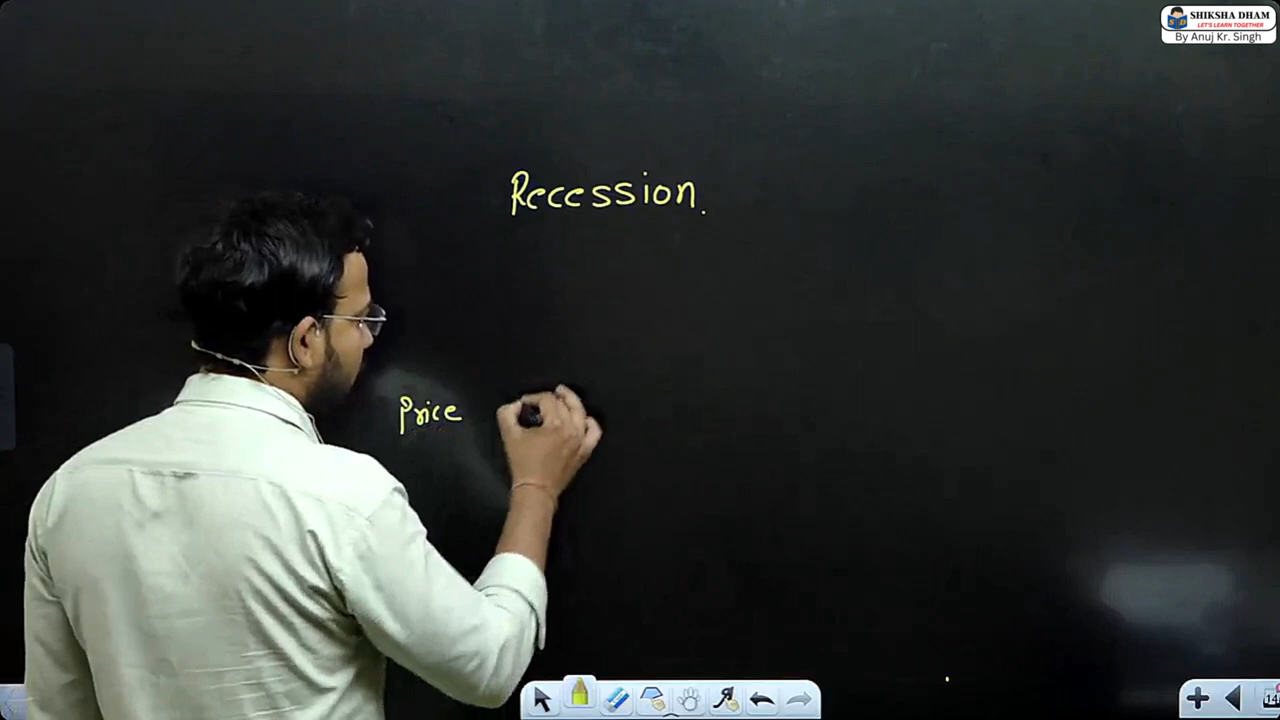 SHIKSHA DHAM
LET'S LEARN TOGETHER
By Anuj Kr. Singh
Recession.
Price